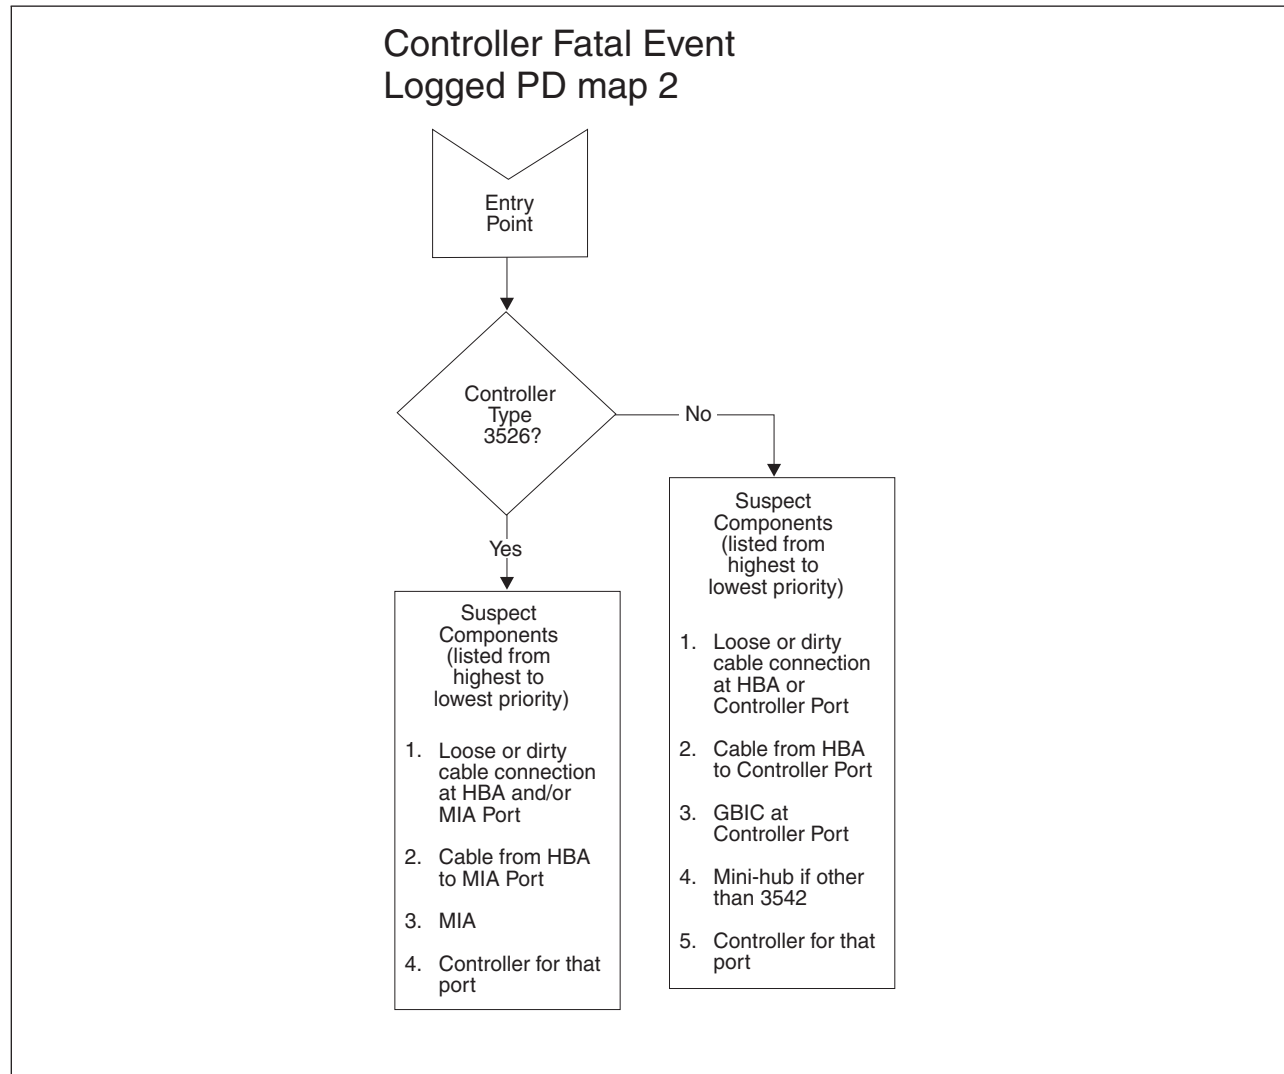 Controller Fatal Event
Logged PD map 2
Entry
Point
Controller
Type
3526?
No
Yes
Suspect
Components
(listed from
highest to
lowest priority)
1. Loose or dirty
cable connection
at HBA and/or
MIA Port
2. Cable from HBA
to MIA Port
3. MIA
4. Controller for that
port
Suspect
Components
(listed from
highest to
lowest priority)
1. Loose or dirty
cable connection
at HBA or
Controller Port
2. Cable from HBA
to Controller Port
3. GBIC at
Controller Port
4. Mini-hub if other
than 3542
5. Controller for that
port